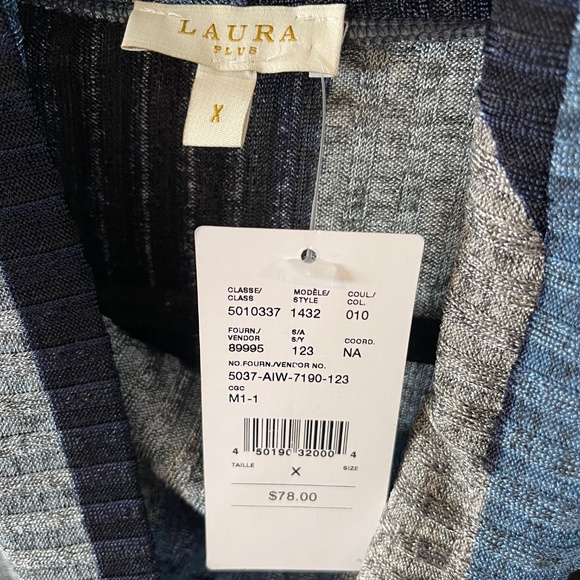 LAURA
PLUS
X
CLASSE/ MODÈLE/ COUL./
CLASS STYLE COL.
5010337 1432 010
FOURN./ S/A
VENDOR S/Y COORD.
89995 123 NA
NO.FOURN./VENDOR NO.
5037-AIW-7190-123
CGC
M1-1
4 50190 32000 4
TAILLE X SIZE
$78.00